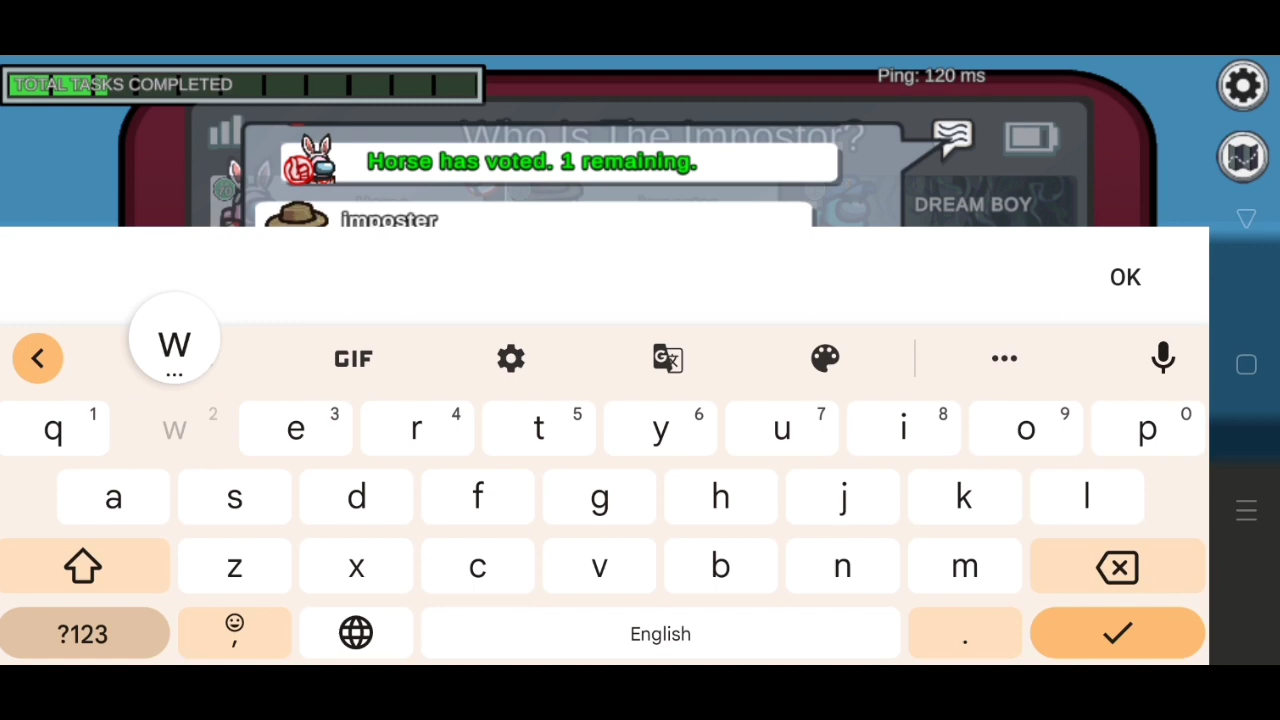 TOTAL TASKS COMPLETED
Ping: 120 ms
Who Is The Impostor?
Horse has voted. 1 remaining.
imposter
DREAM BOY
OK
w
...
GIF
q 1 w 2 e 3 r 4 t 5 y 6 u 7 i 8 o 9 p 0
a s d f g h j k l
z x c v b n m
?123 , English .